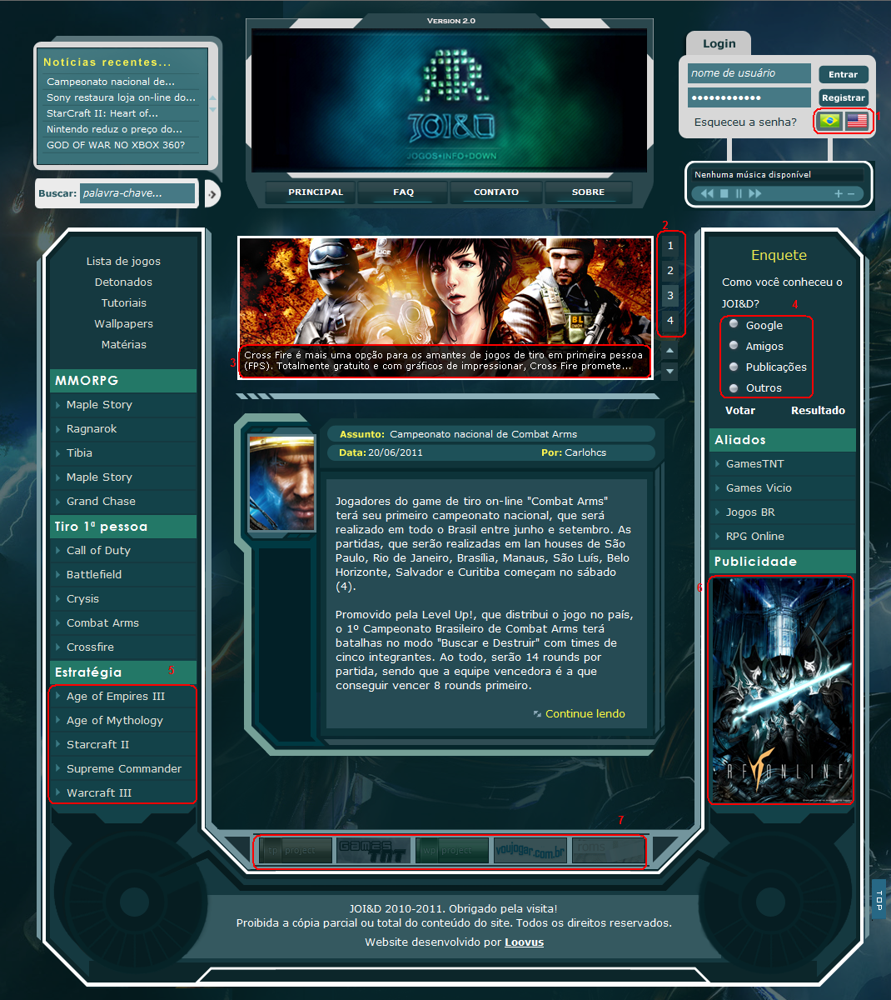 Version 2.0
Notícias recentes...
Campeonato nacional de...
Sony restaura loja on-line do...
StarCraft II: Heart of...
Nintendo reduz o preço do...
GOD OF WAR NO XBOX 360?
Buscar: palavra-chave...
JOI&D
JOGOS+INFO+DOWN
PRINCIPAL FAQ CONTATO SOBRE
Login
nome de usuário
Entrar
••••••••••••
Registrar
Esqueceu a senha?
1
Nenhuma música disponível
Lista de jogos
Detonados
Tutoriais
Wallpapers
Matérias
MMORPG
Maple Story
Ragnarok
Tibia
Maple Story
Grand Chase
Tiro 1ª pessoa
Call of Duty
Battlefield
Crysis
Combat Arms
Crossfire
Estratégia
5
Age of Empires III
Age of Mythology
Starcraft II
Supreme Commander
Warcraft III
2
1
2
3
4
3
Cross Fire é mais uma opção para os amantes de jogos de tiro em primeira pessoa
(FPS). Totalmente gratuito e com gráficos de impressionar, Cross Fire promete...
Assunto: Campeonato nacional de Combat Arms
Data: 20/06/2011 Por: Carlohcs
Jogadores do game de tiro on-line "Combat Arms"
terá seu primeiro campeonato nacional, que será
realizado em todo o Brasil entre junho e setembro. As
partidas, que serão realizadas em lan houses de São
Paulo, Rio de Janeiro, Brasília, Manaus, São Luís, Belo
Horizonte, Salvador e Curitiba começam no sábado
(4).
Promovido pela Level Up!, que distribui o jogo no país,
o 1º Campeonato Brasileiro de Combat Arms terá
batalhas no modo "Buscar e Destruir" com times de
cinco integrantes. Ao todo, serão 14 rounds por
partida, sendo que a equipe vencedora é a que
conseguir vencer 8 rounds primeiro.
Continue lendo
Enquete
Como você conheceu o
JOI&D?
4
Google
Amigos
Publicações
Outros
Votar Resultado
Aliados
GamesTNT
Games Vicio
Jogos BR
RPG Online
Publicidade
6
RF ONLINE
7
tp project
GAMES TNT
wp project
voujogar.com.br
roms
TOP
JOI&D 2010-2011. Obrigado pela visita!
Proibida a cópia parcial ou total do conteúdo do site. Todos os direitos reservados.
Website desenvolvido por Loovus